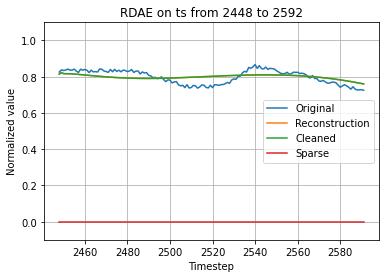 RDAE on ts from 2448 to 2592
Normalized value
1.0
0.8
0.6
0.4
0.2
0.0
Original
Reconstruction
Cleaned
Sparse
2460 2480 2500 2520 2540 2560 2580
Timestep